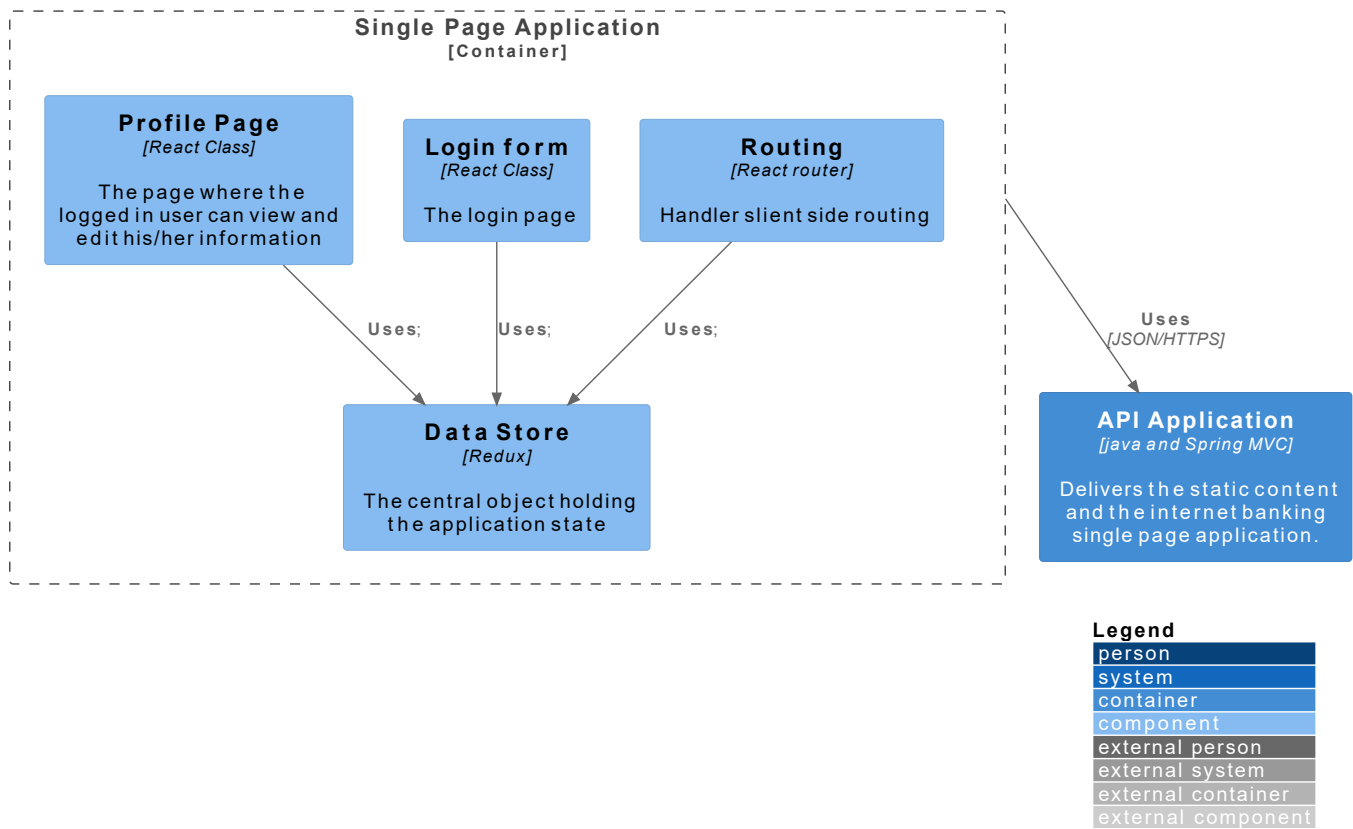 Single Page Application
[Container]
Profile Page
[React Class]
The page where the
logged in user can view and
edit his/her information
Login form
[React Class]
The login page
Routing
[React router]
Handler slient side routing
Uses;
Uses;
Uses;
Uses
[JSON/HTTPS]
Data Store
[Redux]
The central object holding
the application state
API Application
[java and Spring MVC]
Delivers the static content
and the internet banking
single page application.
Legend
person
system
container
component
external person
external system
external container
external component